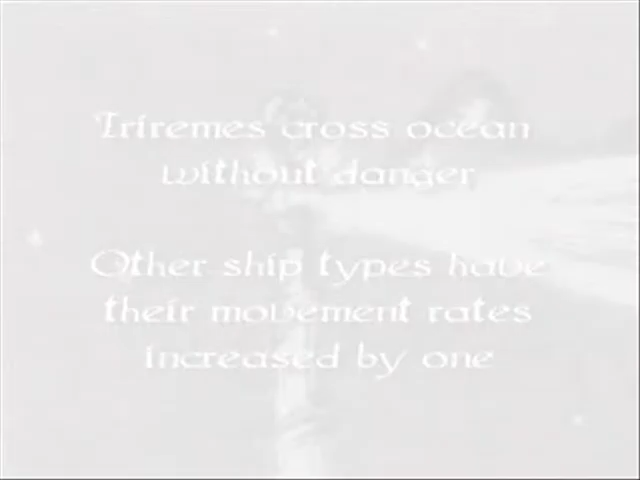 Triremes cross ocean
without danger
Other ship types have
their movement rates
increased by one